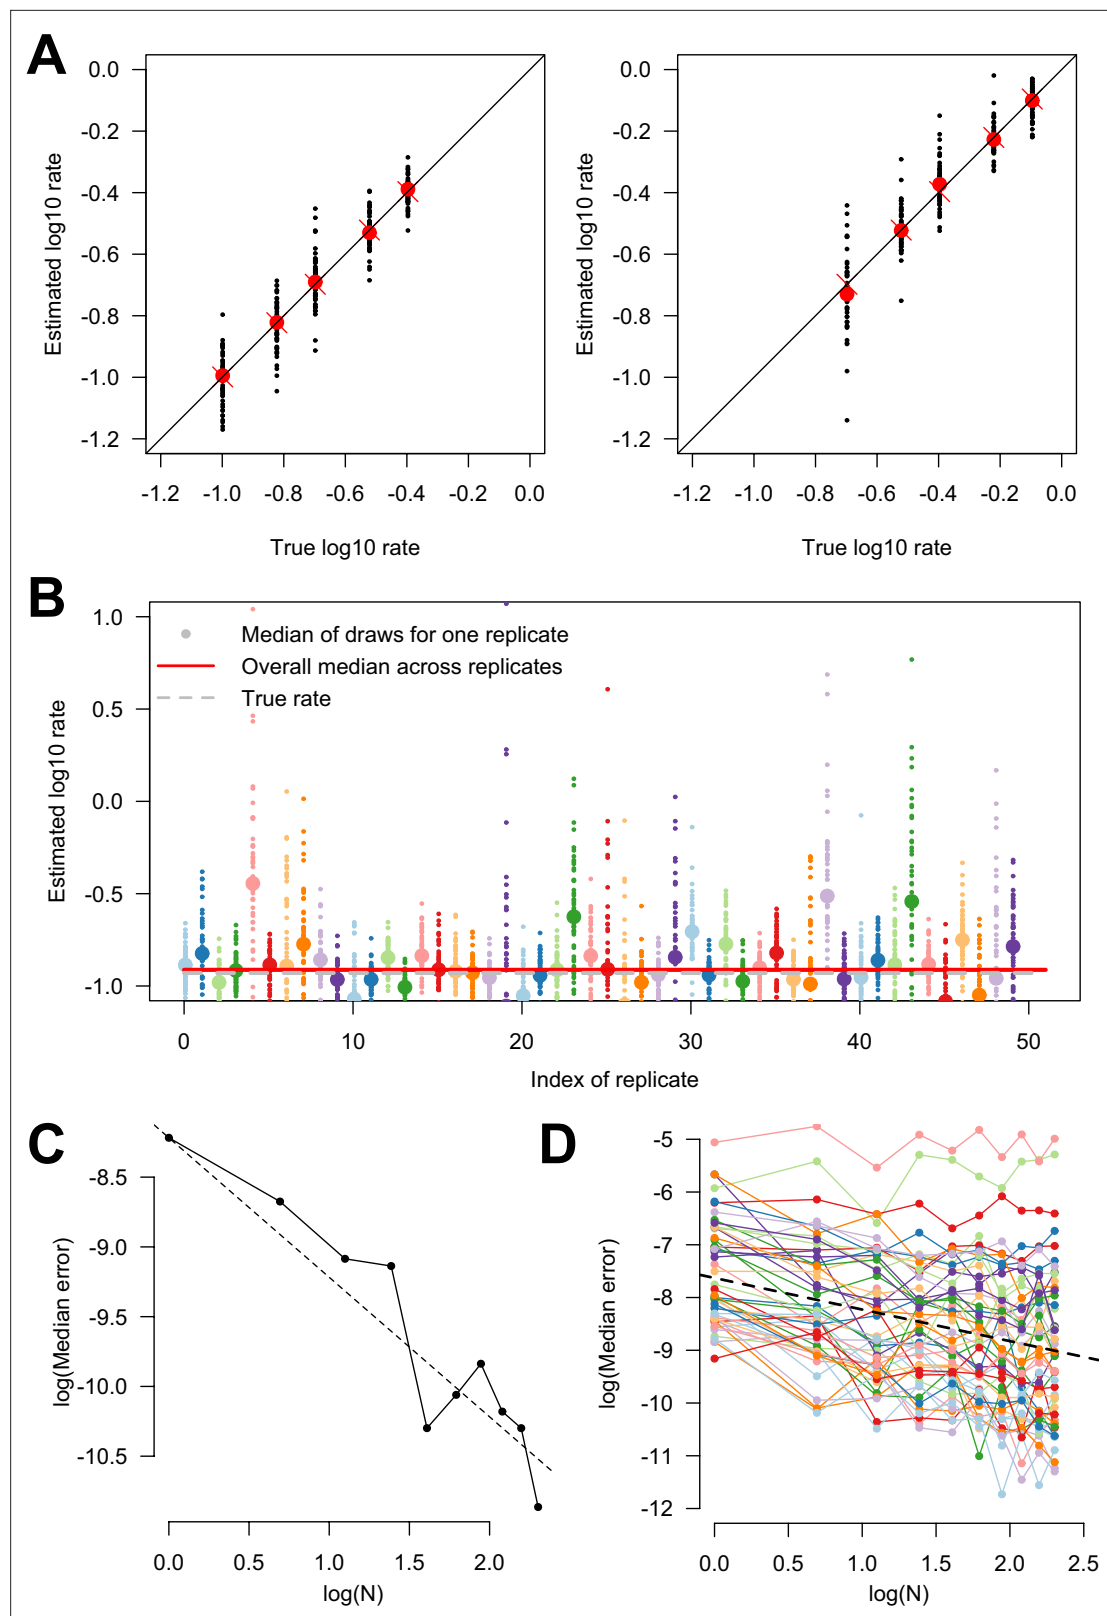 A
0.0
-0.2
-0.4
-0.6
-0.8
-1.0
-1.2
Estimated log10 rate
-1.2 -1.0 -0.8 -0.6 -0.4 -0.2 0.0
True log10 rate
0.0
-0.2
-0.4
-0.6
-0.8
-1.0
-1.2
Estimated log10 rate
-1.2 -1.0 -0.8 -0.6 -0.4 -0.2 0.0
True log10 rate
B
1.0
0.5
0.0
-0.5
-1.0
Estimated log10 rate
Median of draws for one replicate
Overall median across replicates
True rate
0 10 20 30 40 50
Index of replicate
C
-8.5
-9.0
-9.5
-10.0
-10.5
log(Median error)
0.0 1.0 1.5 2.0
log(N)
D
-5
-6
-7
-8
-9
-10
-11
-12
log(Median error)
0.0 0.5 1.0 1.5 2.0 2.5
log(N)